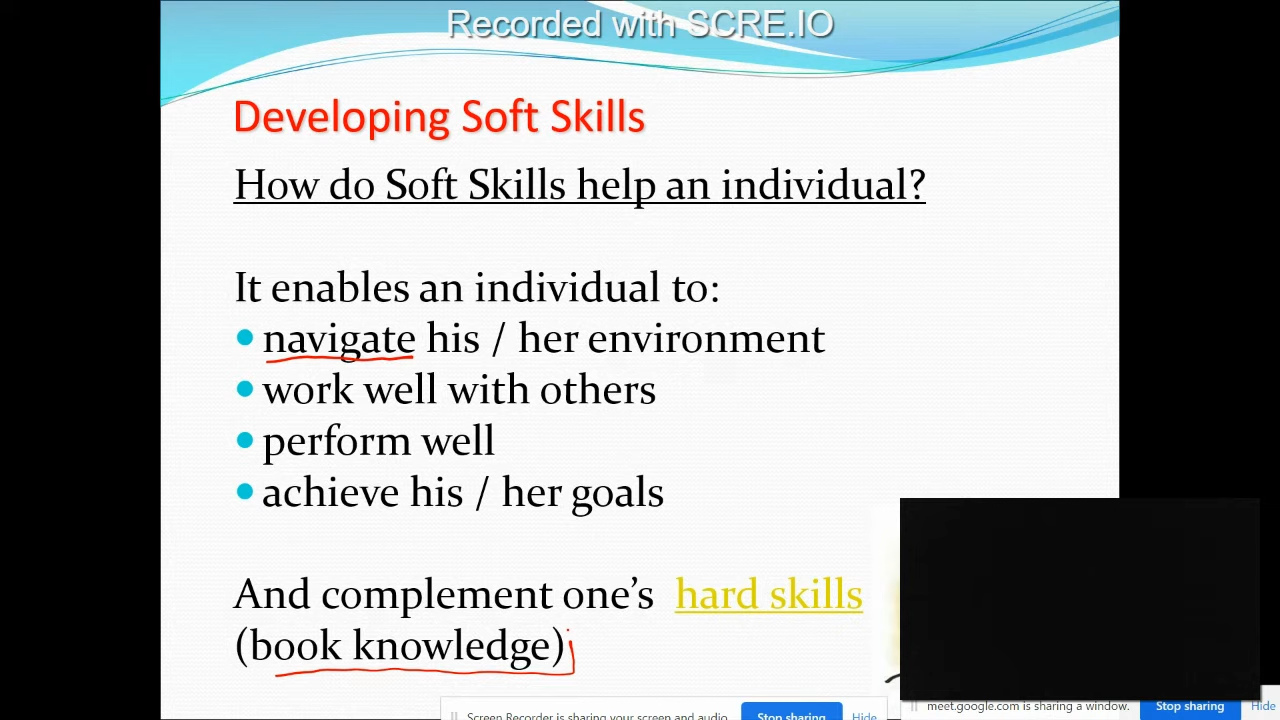 Recorded with SCRE.IO
Developing Soft Skills
How do Soft Skills help an individual?
It enables an individual to:
• navigate his / her environment
• work well with others
• perform well
• achieve his / her goals
And complement one's hard skills
(book knowledge)
Screen Recorder is sharing your screen and audio. Stop sharing Hide
meet.google.com is sharing a window. Stop sharing Hide